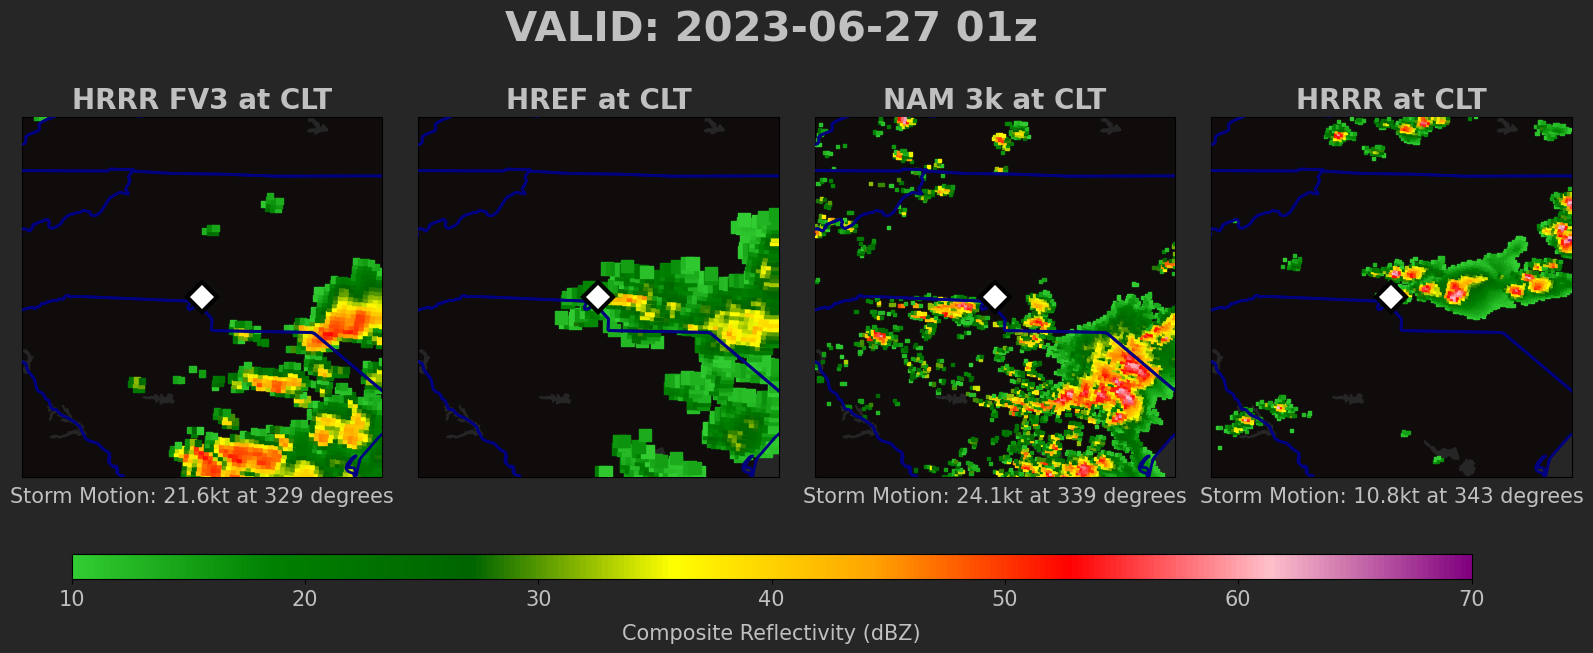 VALID: 2023-06-27 01z
HRRR FV3 at CLT
HREF at CLT
NAM 3k at CLT
HRRR at CLT
Storm Motion: 21.6kt at 329 degrees
Storm Motion: 24.1kt at 339 degrees
Storm Motion: 10.8kt at 343 degrees
10 20 30 40 50 60 70
Composite Reflectivity (dBZ)